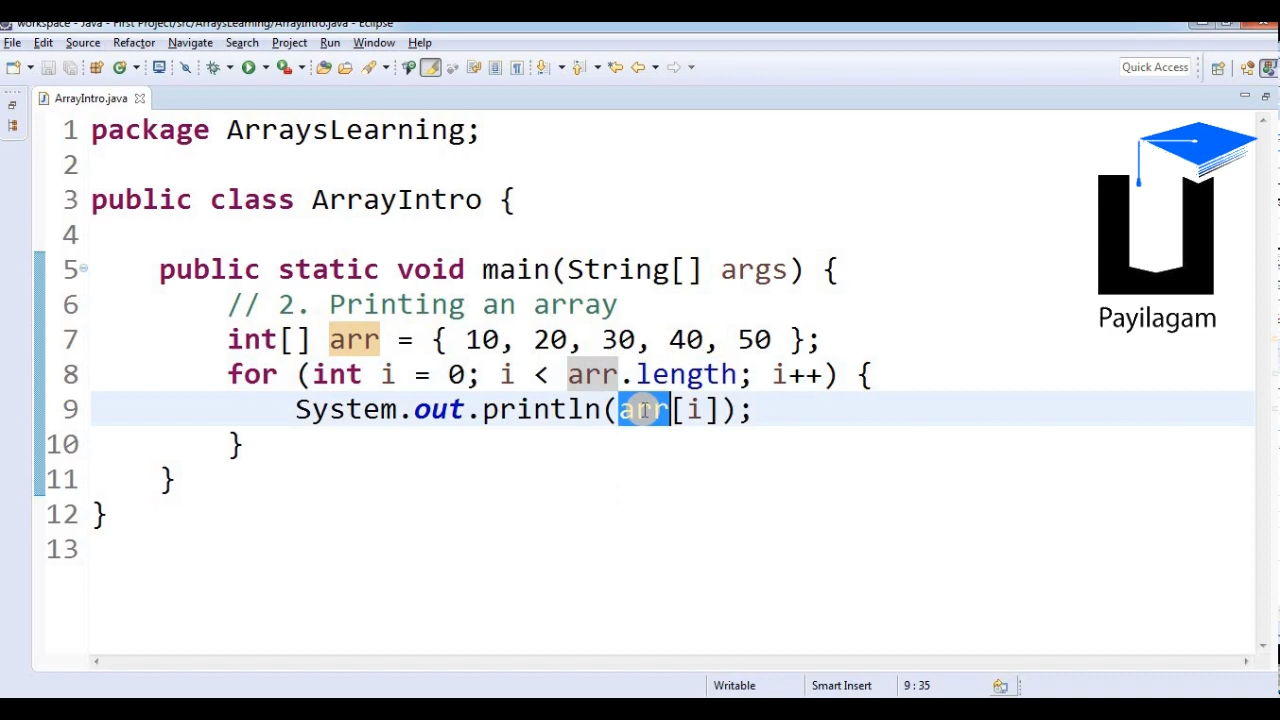 workspace - Java - First Project/src/ArraysLearning/ArrayIntro.java - Eclipse
File Edit Source Refactor Navigate Search Project Run Window Help
Quick Access
ArrayIntro.java
1 package ArraysLearning;
2
3 public class ArrayIntro {
4
5 public static void main(String[] args) {
6 // 2. Printing an array
7 int[] arr = { 10, 20, 30, 40, 50 };
8 for (int i = 0; i < arr.length; i++) {
9 System.out.println(arr[i]);
10 }
11 }
12 }
13
Payilagam
Writable Smart Insert 9 : 35